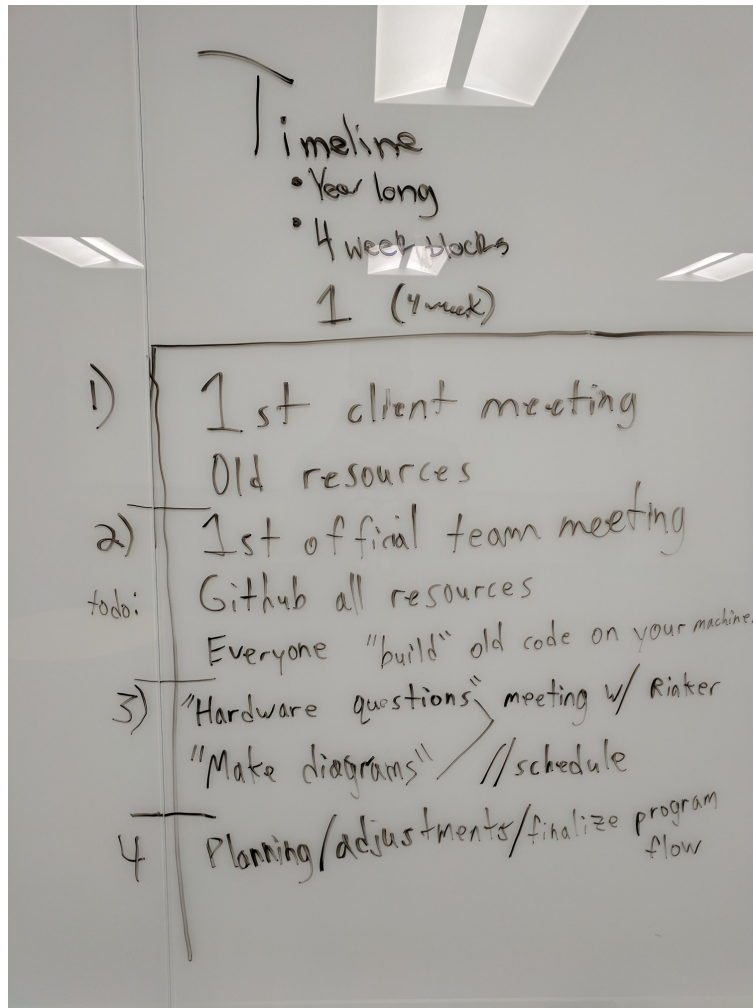 Timeline
• Year long
• 4 week blocks
1 (4 week)
1) 1st client meeting
Old resources
2) 1st official team meeting
todo: Github all resources
Everyone "build" old code on your machine.
3) "Hardware questions" meeting w/ Rinker
"Make diagrams" //schedule
4 Planning/adjustments/finalize program
flow